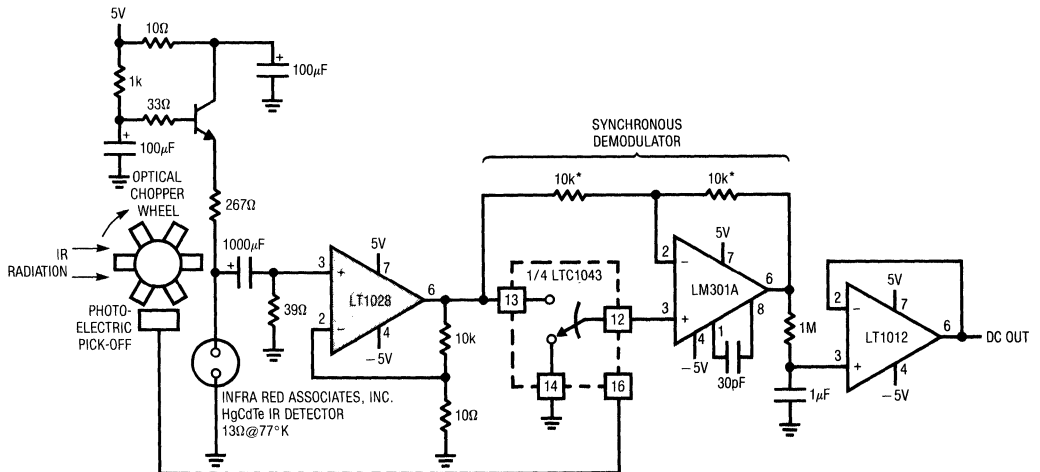 5V
10Ω
+
100μF
1k
33Ω
+
100μF
267Ω
OPTICAL
CHOPPER
WHEEL
IR
RADIATION
PHOTO-
ELECTRIC
PICK-OFF
1000μF
+
39Ω
INFRA RED ASSOCIATES, INC.
HgCdTe IR DETECTOR
13Ω@77°K
3
+
5V
7
LT1028
6
2
−
4
−5V
10k
10Ω
SYNCHRONOUS
DEMODULATOR
10k*
10k*
1/4 LTC1043
13
12
14
16
2
−
5V
7
LM301A
6
3
+
4
1
8
−5V
30pF
1M
1μF
2
−
5V
7
LT1012
6
3
+
4
−5V
DC OUT